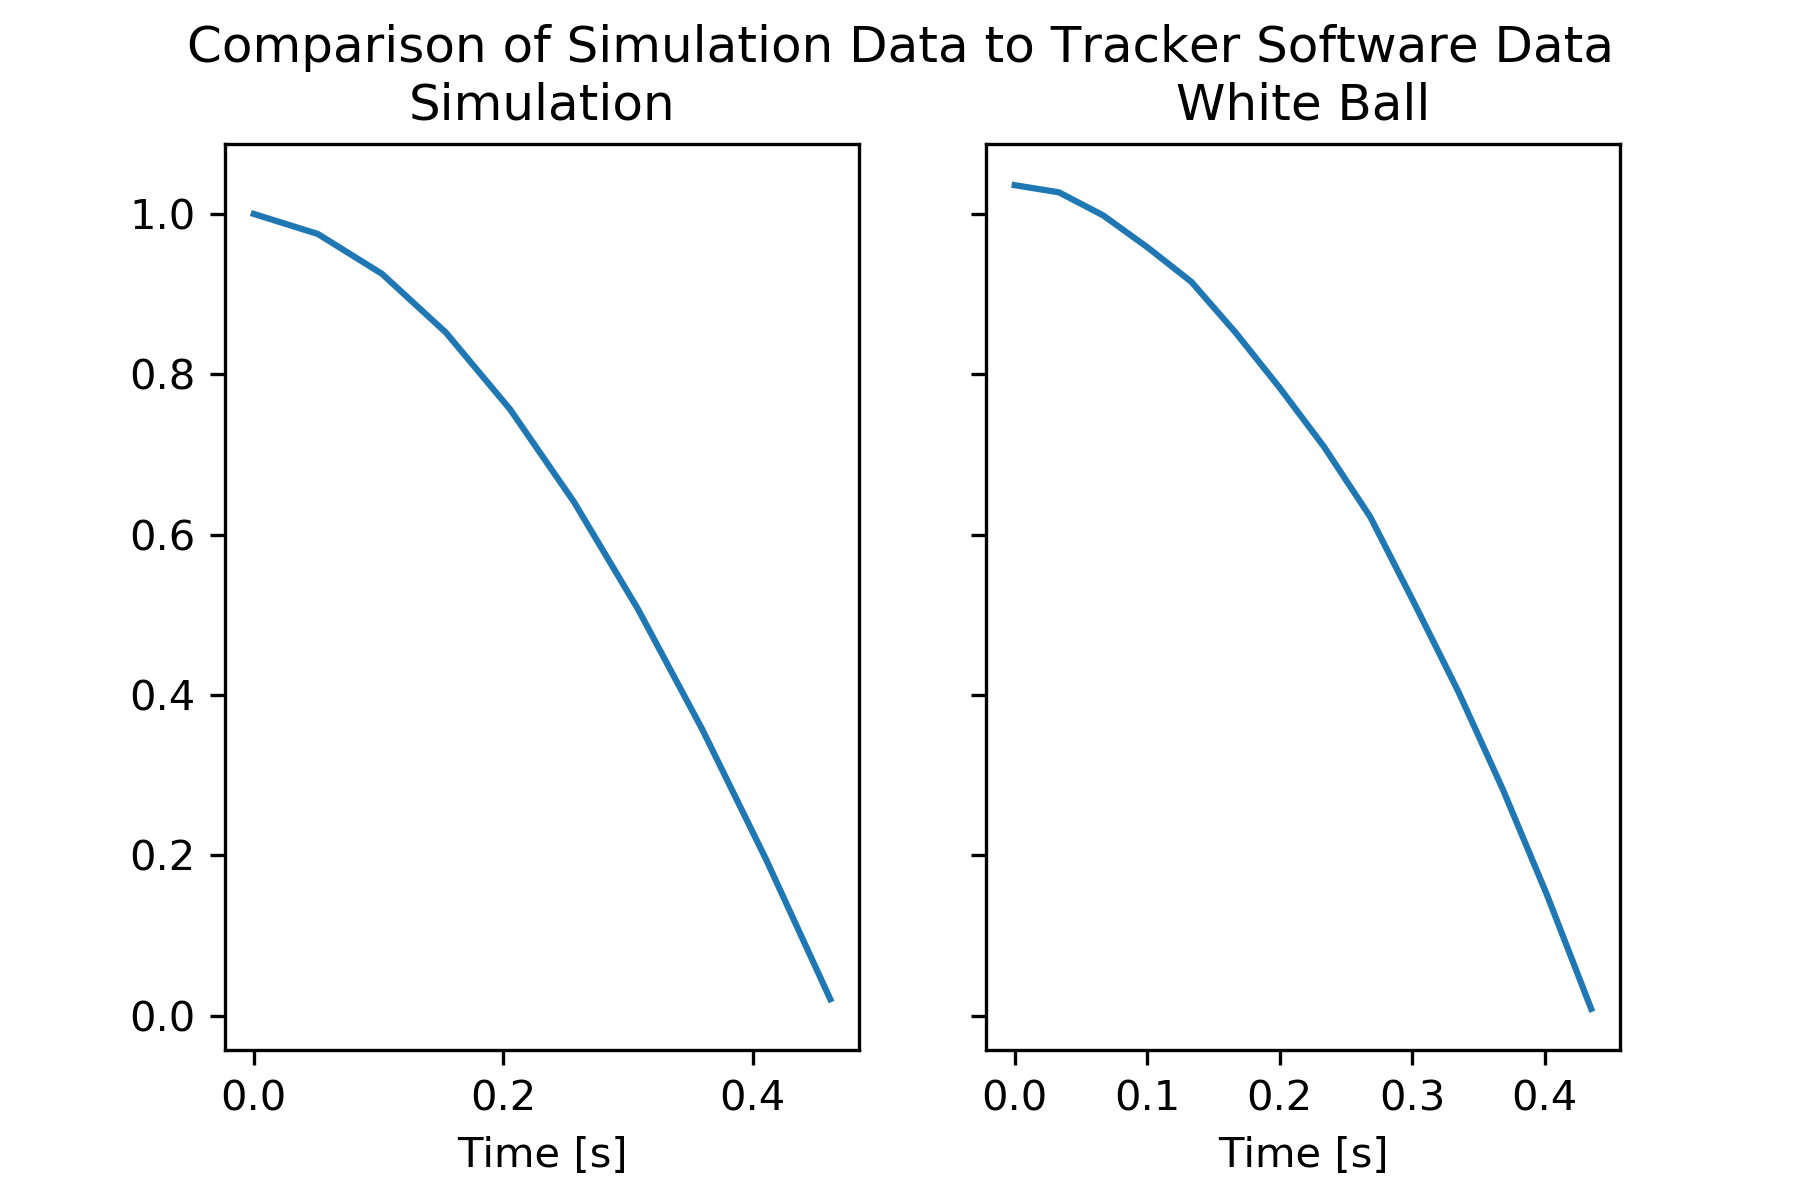 Comparison of Simulation Data to Tracker Software Data
Simulation
White Ball
1.0
0.8
0.6
0.4
0.2
0.0
0.0 0.2 0.4
0.0 0.1 0.2 0.3 0.4
Time [s]
Time [s]